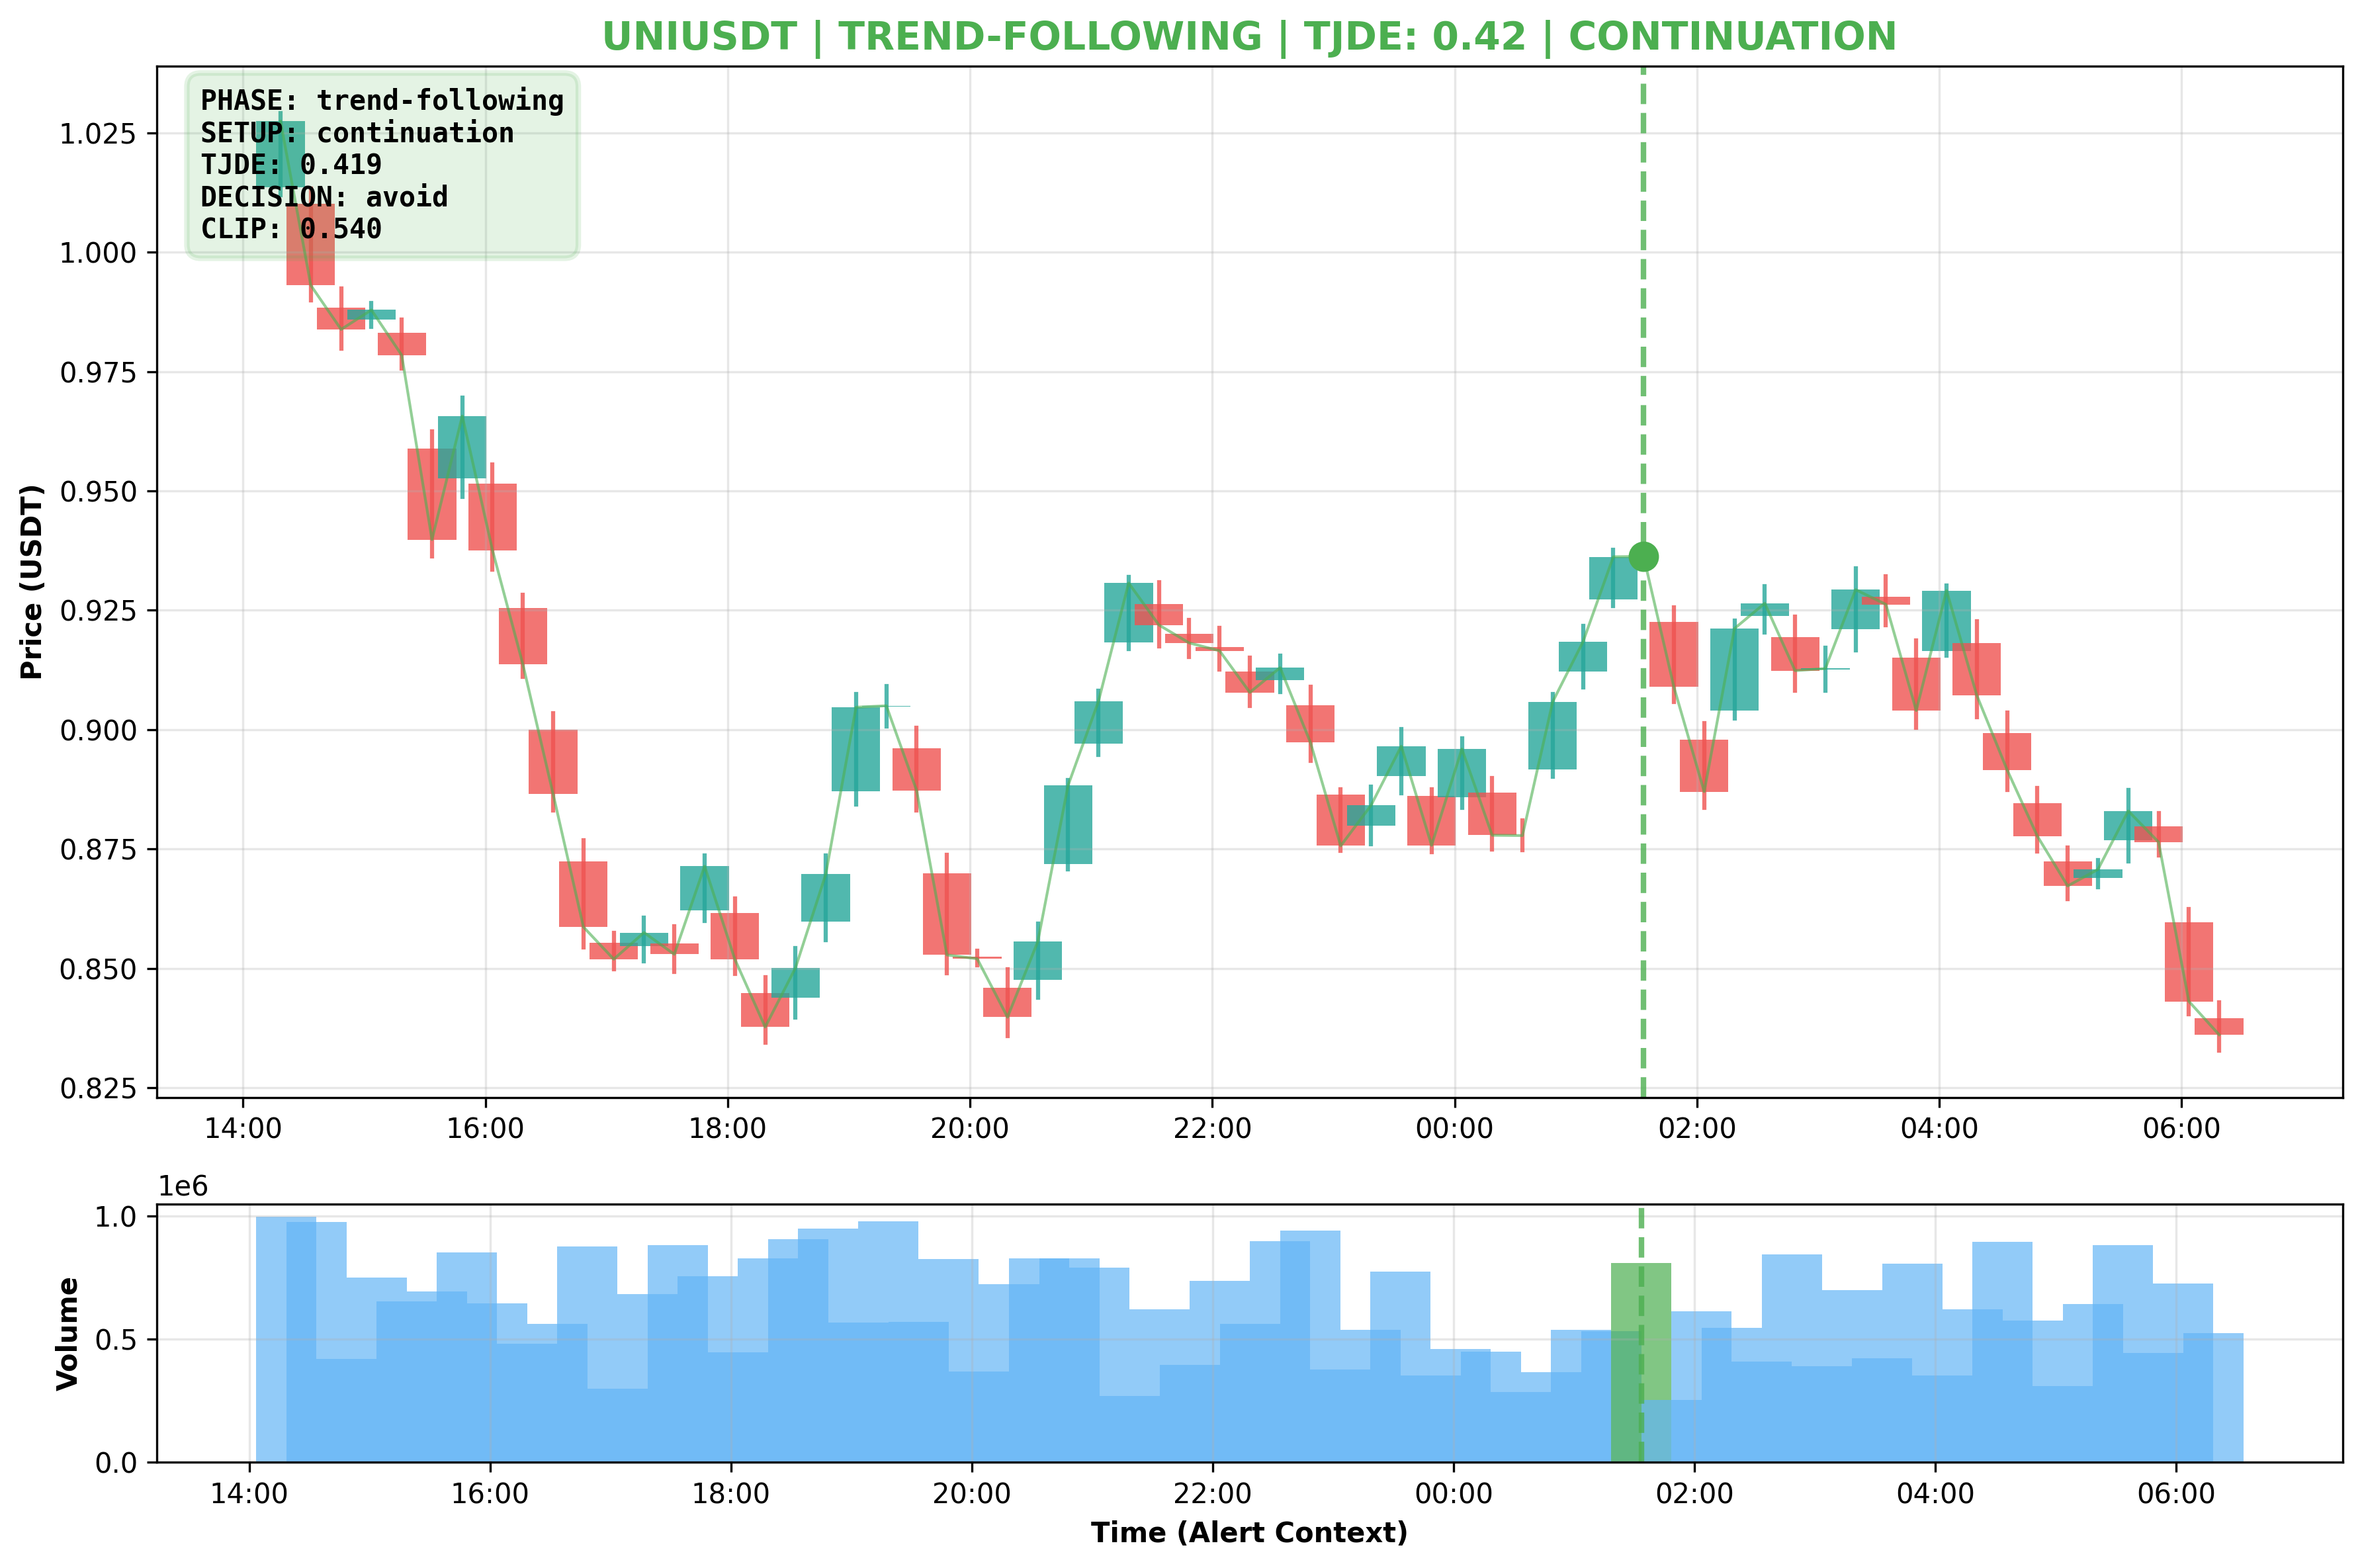 UNIUSDT | TREND-FOLLOWING | TJDE: 0.42 | CONTINUATION
PHASE: trend-following
SETUP: continuation
TJDE: 0.419
DECISION: avoid
CLIP: 0.540
Price (USDT)
1.025
1.000
0.975
0.950
0.925
0.900
0.875
0.850
0.825
14:00 16:00 18:00 20:00 22:00 00:00 02:00 04:00 06:00
1e6
Volume
1.0
0.5
0.0
14:00 16:00 18:00 20:00 22:00 00:00 02:00 04:00 06:00
Time (Alert Context)